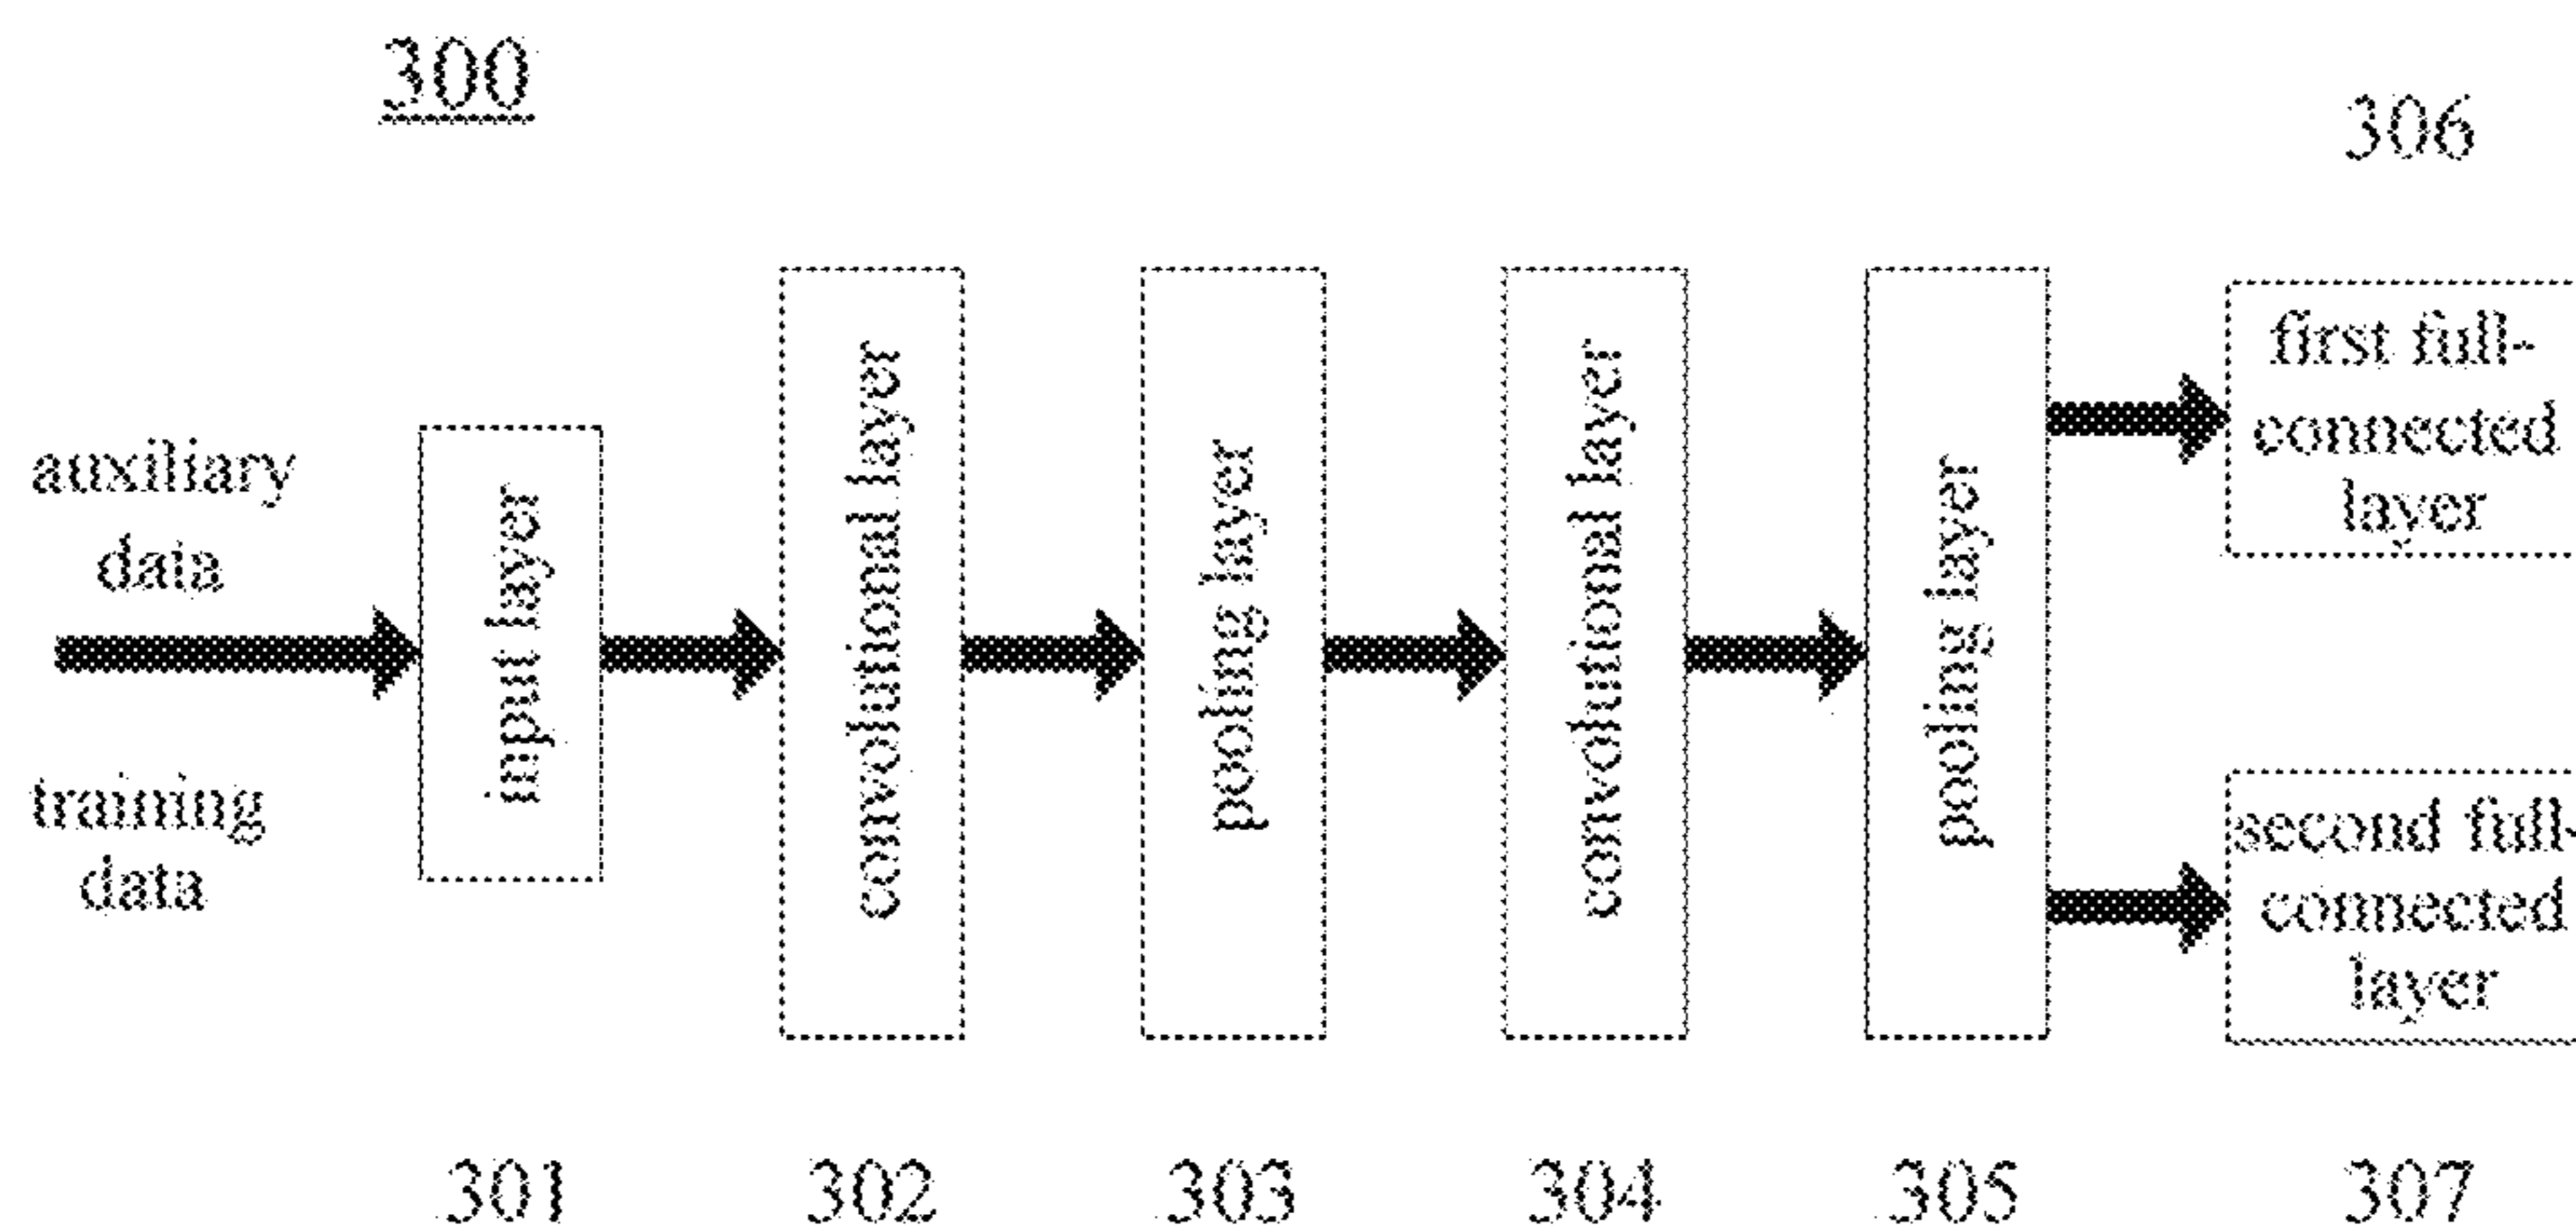 300
306
auxiliary
data
training
data
input layer
convolutional layer
pooling layer
convolutional layer
pooling layer
first full-
connected
layer
second full-
connected
layer
301
302
303
304
305
307